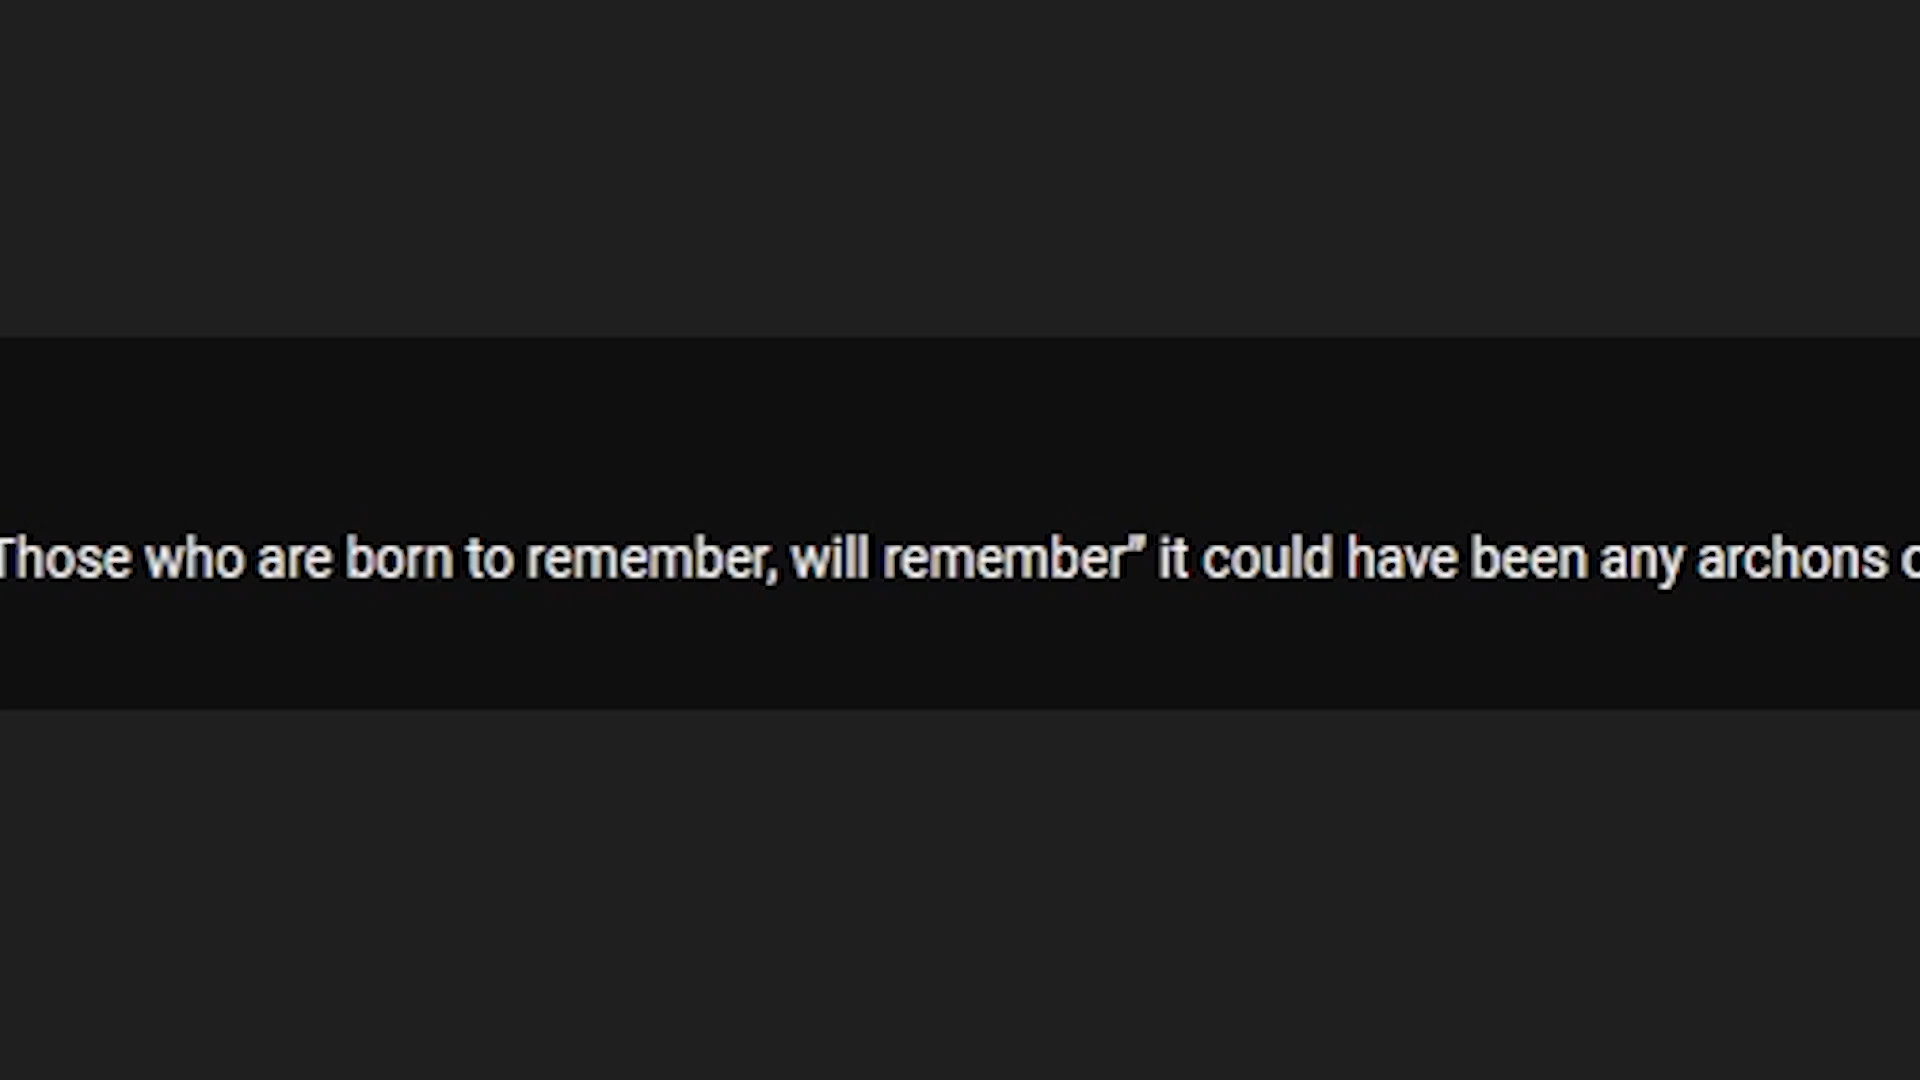 Those who are born to remember, will remember” it could have been any archons